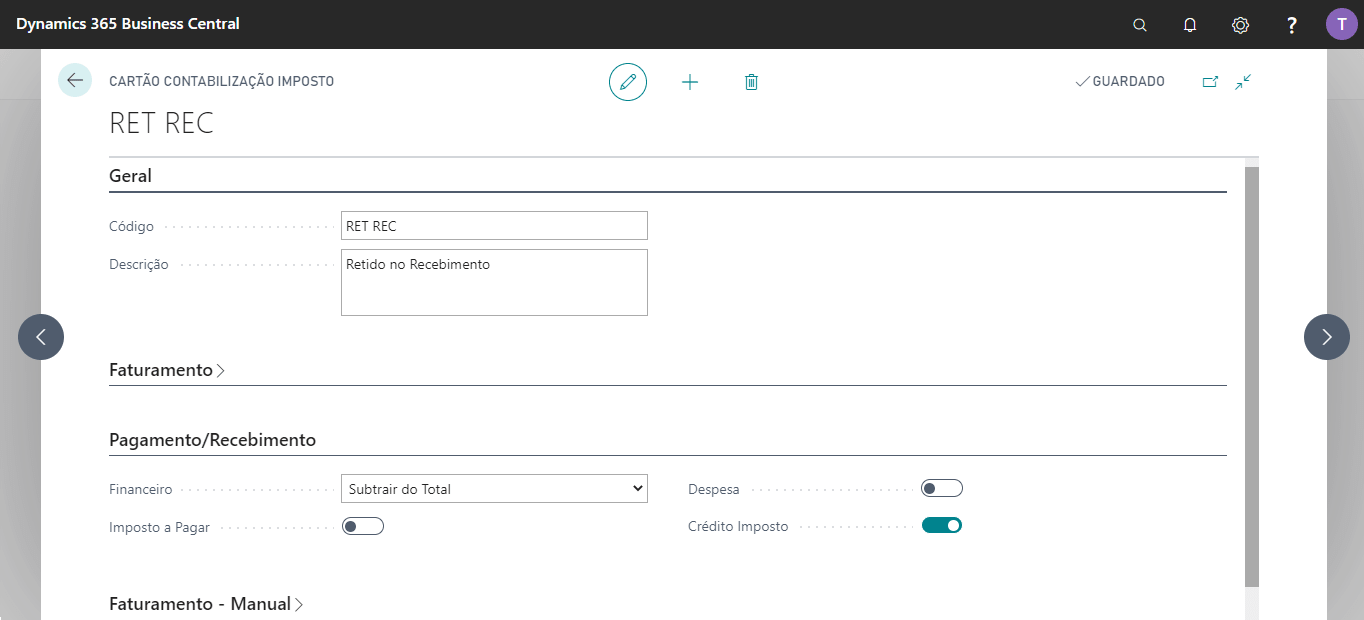 Dynamics 365 Business Central
?
T
CARTÃO CONTABILIZAÇÃO IMPOSTO
GUARDADO
RET REC
Geral
Código
RET REC
Descrição
Retido no Recebimento
Faturamento
Pagamento/Recebimento
Financeiro
Subtrair do Total
Despesa
Imposto a Pagar
Crédito Imposto
Faturamento - Manual